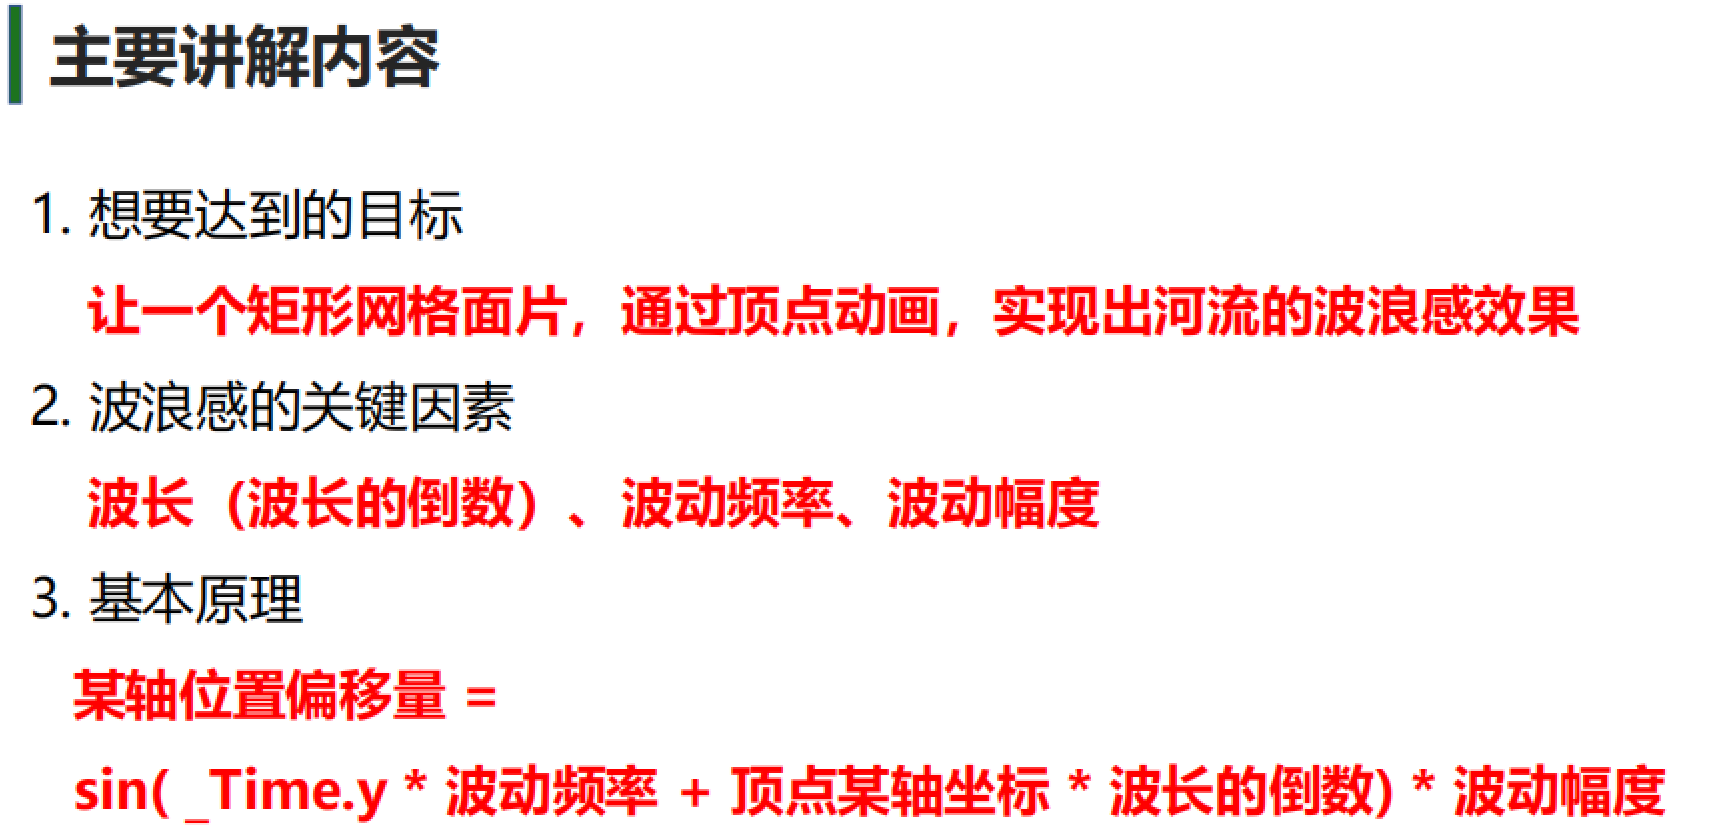 主要讲解内容
1. 想要达到的目标
让一个矩形网格面片，通过顶点动画，实现出河流的波浪感效果
2. 波浪感的关键因素
波长（波长的倒数）、波动频率、波动幅度
3. 基本原理
某轴位置偏移量 =
sin( _Time.y * 波动频率 + 顶点某轴坐标 * 波长的倒数) * 波动幅度